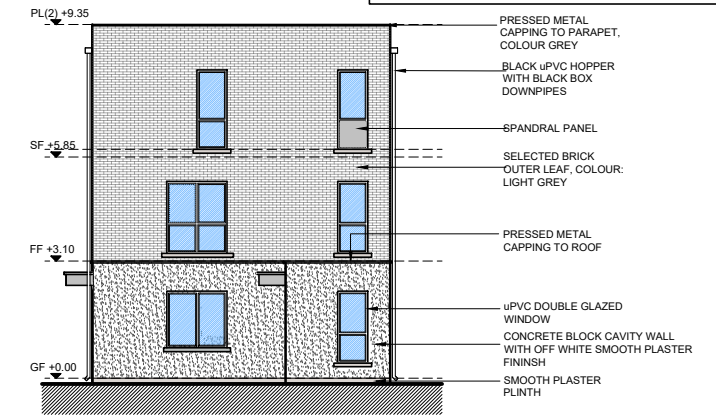 PL(2) +9.35
PRESSED METAL
CAPPING TO PARAPET,
COLOUR GREY
BLACK uPVC HOPPER
WITH BLACK BOX
DOWNPIPES
SPANDRAL PANEL
SF +5.85
SELECTED BRICK
OUTER LEAF, COLOUR:
LIGHT GREY
PRESSED METAL
CAPPING TO ROOF
FF +3.10
uPVC DOUBLE GLAZED
WINDOW
CONCRETE BLOCK CAVITY WALL
WITH OFF WHITE SMOOTH PLASTER
FININSH
GF +0.00
SMOOTH PLASTER
PLINTH